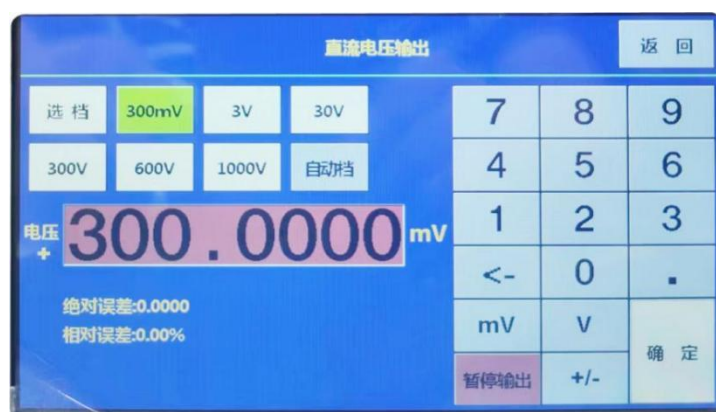 直流电压输出
返 回
选 档 300mV 3V 30V
300V 600V 1000V 自动档
电压
+ 300.0000 mV
绝对误差:0.0000
相对误差:0.00%
7 8 9
4 5 6
1 2 3
<- 0 .
mV V 确 定
暂停输出 +/-